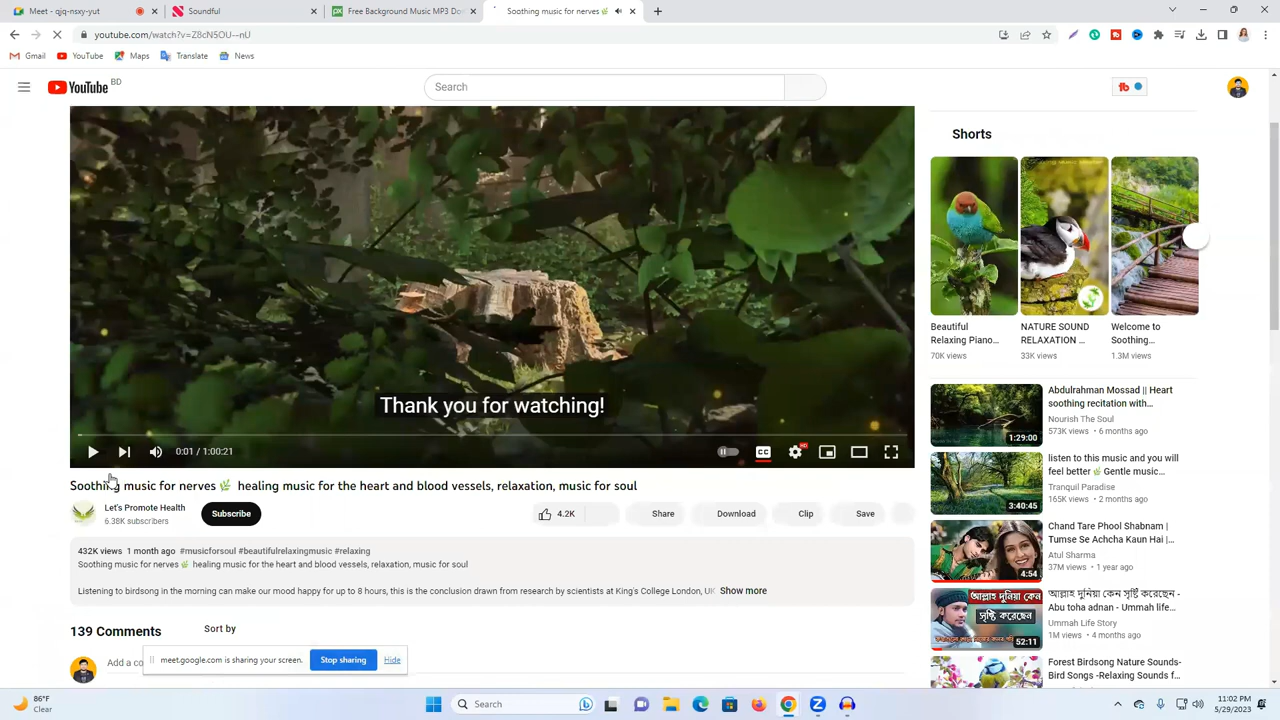 Meet - qjq-nsxy-yut
Soundful
Free Background Music MP3 Do
Soothing music for nerves
youtube.com/watch?v=Z8cN5OU--nU
Gmail
YouTube
Maps
Translate
News
YouTube BD
Search
Shorts
Thank you for watching!
0:01 / 1:00:21
CC
HD
Beautiful
Relaxing Piano…
70K views
NATURE SOUND
RELAXATION …
33K views
Welcome to
Soothing…
1.3M views
Soothing music for nerves🌿 healing music for the heart and blood vessels, relaxation, music for soul
Let's Promote Health
6.38K subscribers
Subscribe
4.2K
Share
Download
Clip
Save
432K views 1 month ago #musicforsoul #beautifulrelaxingmusic #relaxing
Soothing music for nerves🌿 healing music for the heart and blood vessels, relaxation, music for soul
Listening to birdsong in the morning can make our mood happy for up to 8 hours, this is the conclusion drawn from research by scientists at King's College London, UK Show more
139 Comments
Sort by
Add a co
meet.google.com is sharing your screen.
Stop sharing
Hide
Abdulrahman Mossad || Heart
soothing recitation with…
Nourish The Soul
573K views • 6 months ago
1:29:00
listen to this music and you will
feel better🌿 Gentle music…
Tranquil Paradise
165K views • 2 months ago
3:40:45
Chand Tare Phool Shabnam |
Tumse Se Achcha Kaun Hai |…
Atul Sharma
37M views • 1 year ago
4:54
আল্লাহ দুনিয়া কেন
সৃষ্টি করেছেন
52:11
আল্লাহ দুনিয়া কেন সৃষ্টি করেছেন -
Abu toha adnan - Ummah life…
Ummah Life Story
1M views • 4 months ago
Forest Birdsong Nature Sounds-
Bird Songs -Relaxing Sounds f…
86°F
Clear
Search
11:02 PM
5/29/2023